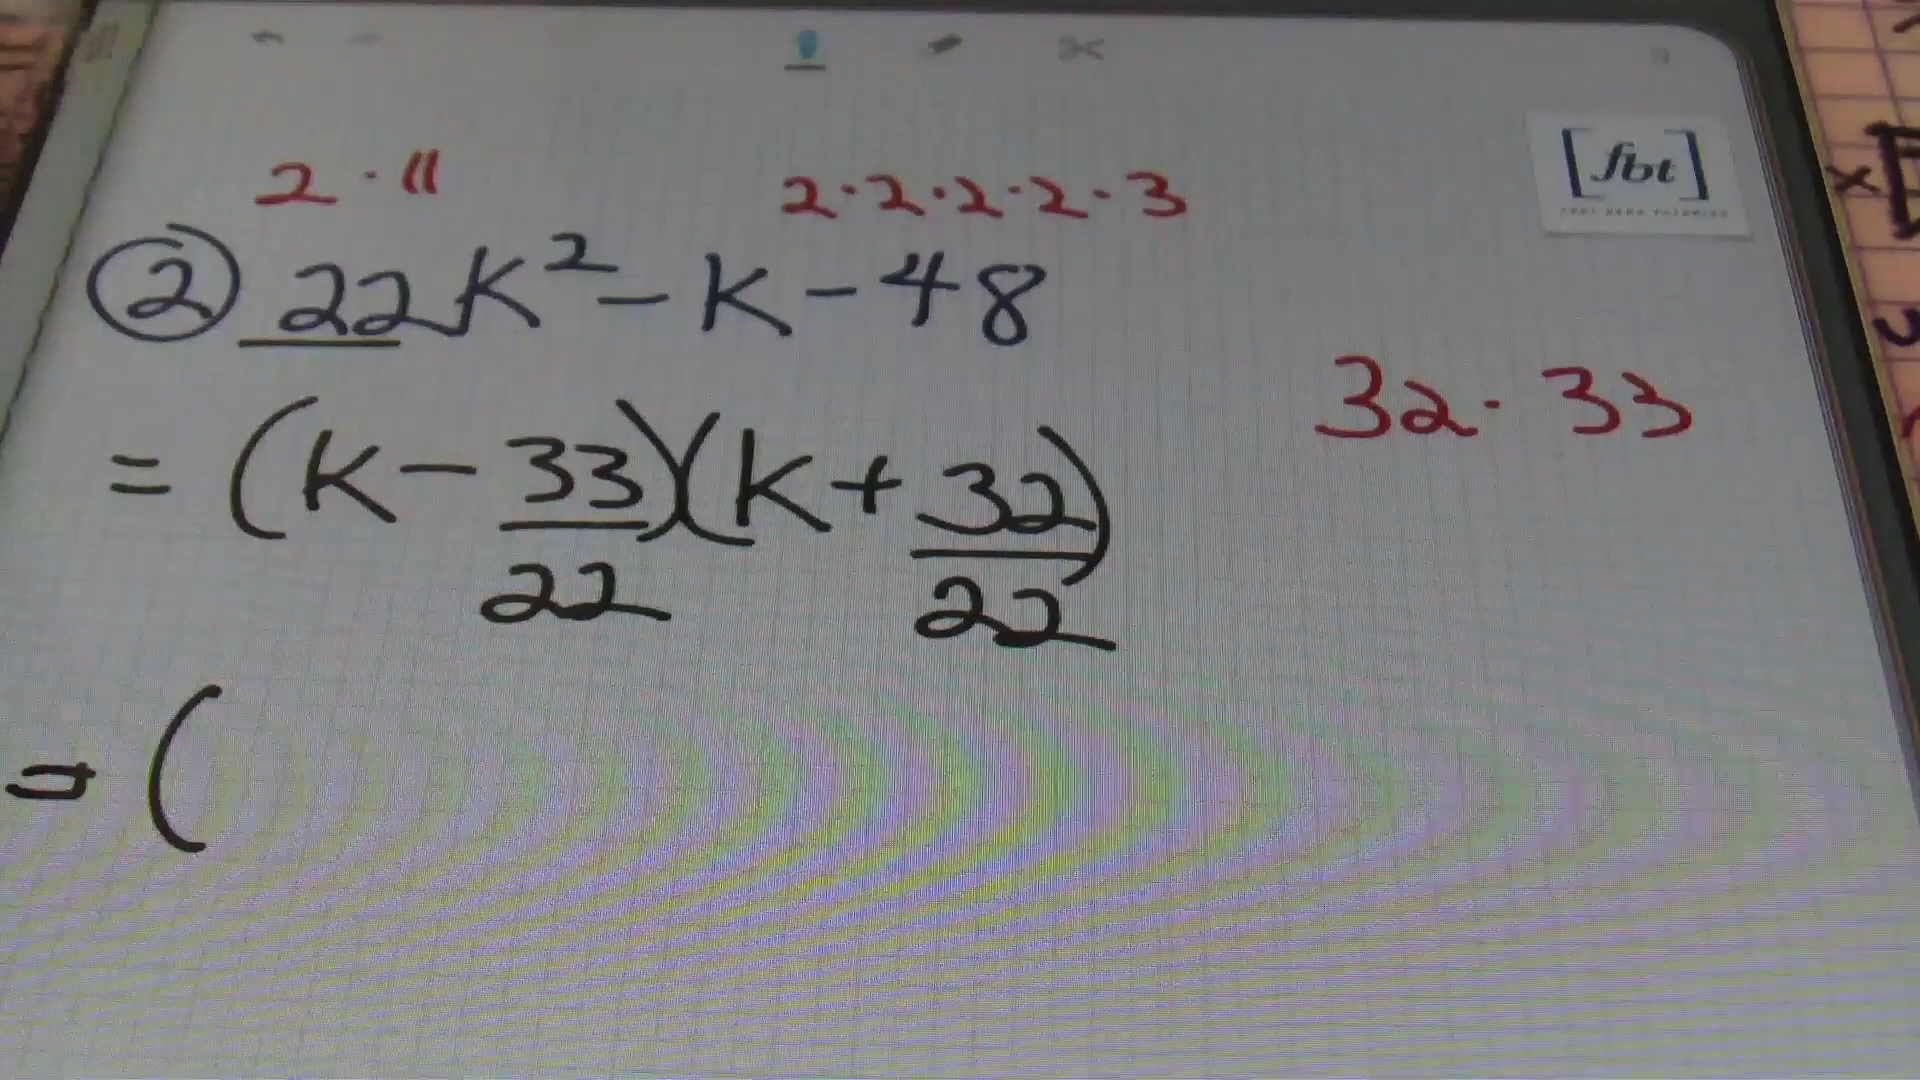 [fbt]
2 · 11
2·2·2·2·3
② 22K² - K - 48
32 · 33
= (K - 33/22)(K + 32/22)
= (